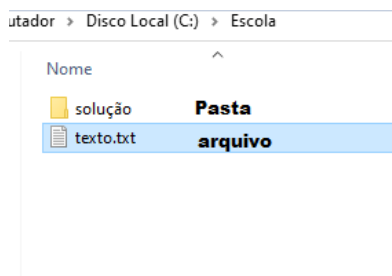 utador > Disco Local (C:) > Escola
Nome
solução Pasta
texto.txt arquivo